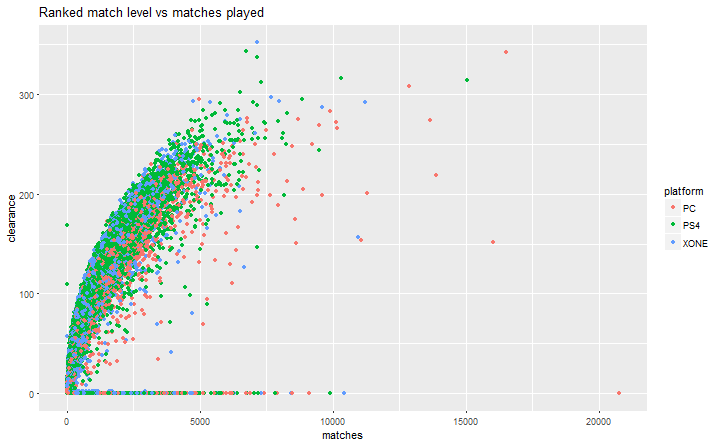 Ranked match level vs matches played
clearance
300
200
100
0
0 5000 10000 15000 20000
matches
platform
PC
PS4
XONE